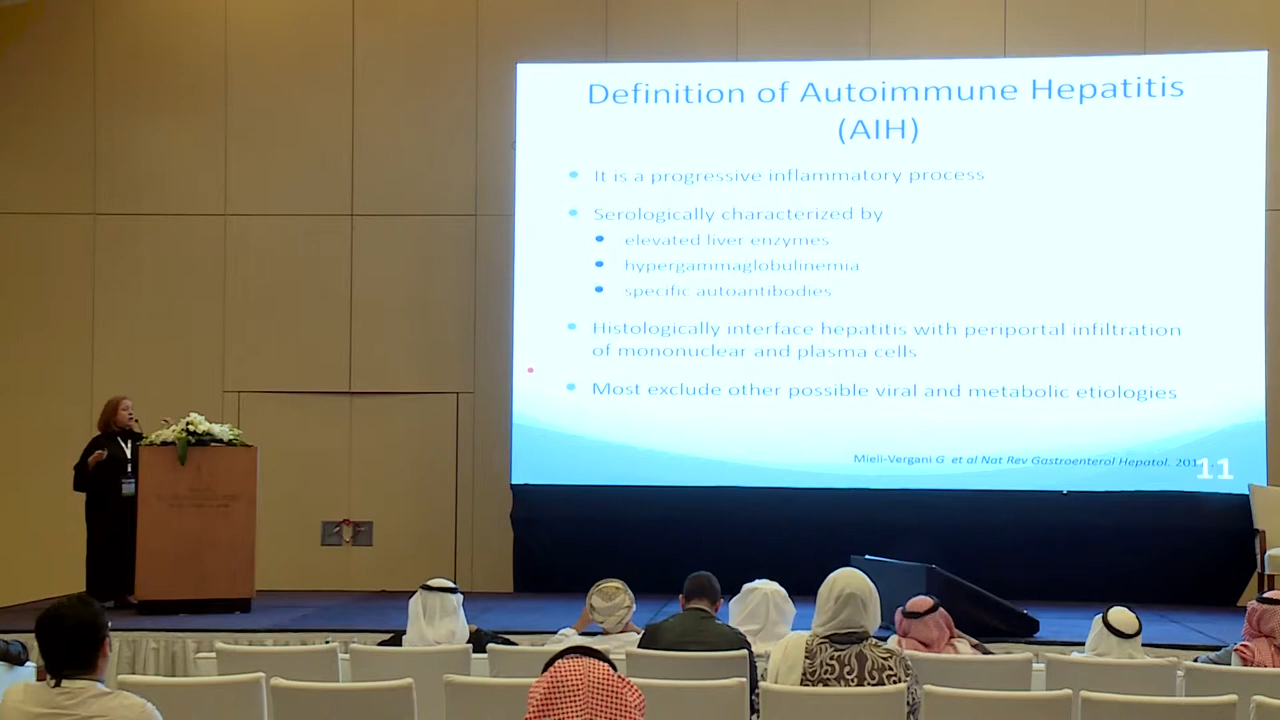 Definition of Autoimmune Hepatitis
(AIH)
It is a progressive inflammatory process
Serologically characterized by
elevated liver enzymes
hypergammaglobulinemia
specific autoantibodies
Histologically interface hepatitis with periportal infiltration
of mononuclear and plasma cells
Most exclude other possible viral and metabolic etiologies
Mieli-Vergani G et al Nat Rev Gastroenterol Hepatol.
11